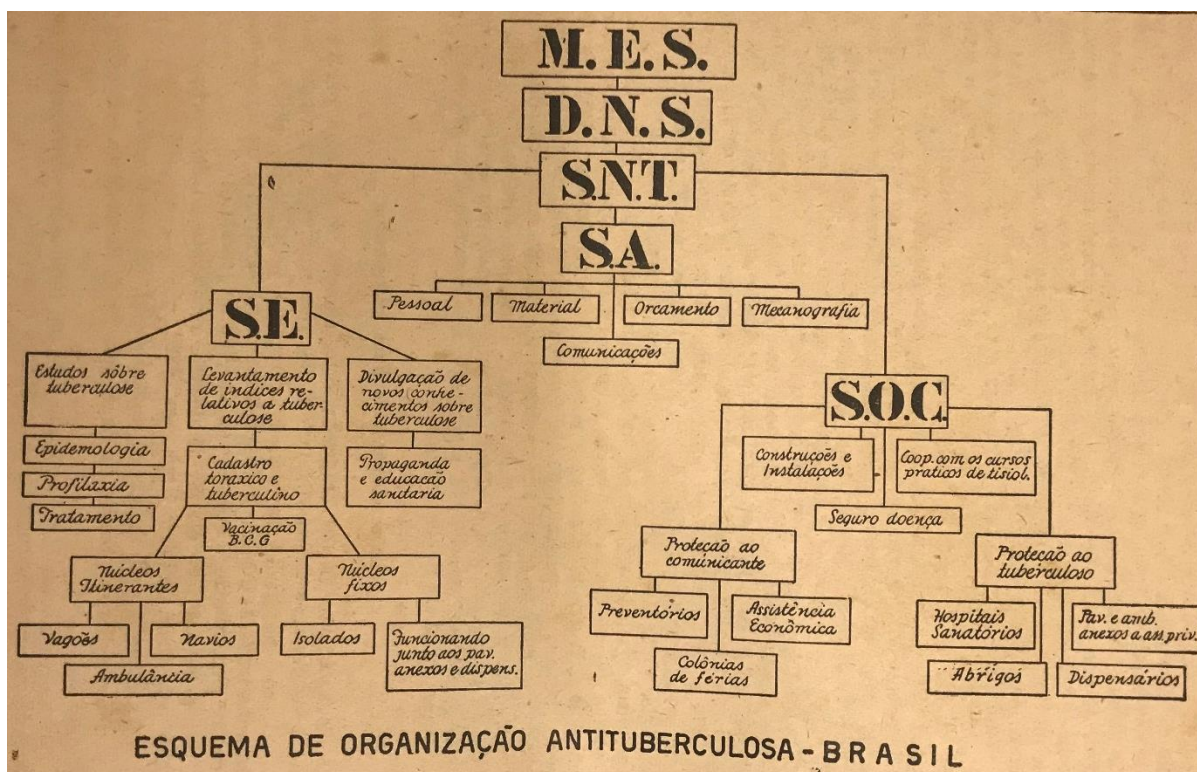 M. E. S.
D. N. S.
S.N.T.
S.A.
Pessoal
Material
Orcamento
Mecanografia
Comunicações
S.E.
Estudos sôbre
tuberculose
Epidemologia
Profilaxia
Tratamento
Levantamento
de indices re-
lativos a tuber-
culose
Cadastro
toraxico e
tuberculino
Vacinação
B. C. G
Núcleos
Itinerantes
Vagões
Navios
Ambulância
Núcleos
fixos
Isolados
Funcionando
junto aos pav.
anexos e dispens.
Divulgação de
novos conhe-
cimentos sobre
tuberculose
Propaganda
e educacão
sanitaria
S.O.C.
Construções e
Instalações
Coop. com os cursos
praticos de tisiol.
Seguro doença
Proteção ao
comunicante
Preventórios
Assistência
Econômica
Colônias
de férias
Proteção ao
tuberculoso
Hospitais
Sanatórios
Pav. e amb.
anexos a ass. priv.
Abrigos
Dispensários
ESQUEMA DE ORGANIZAÇÃO ANTITUBERCULOSA - BRASIL